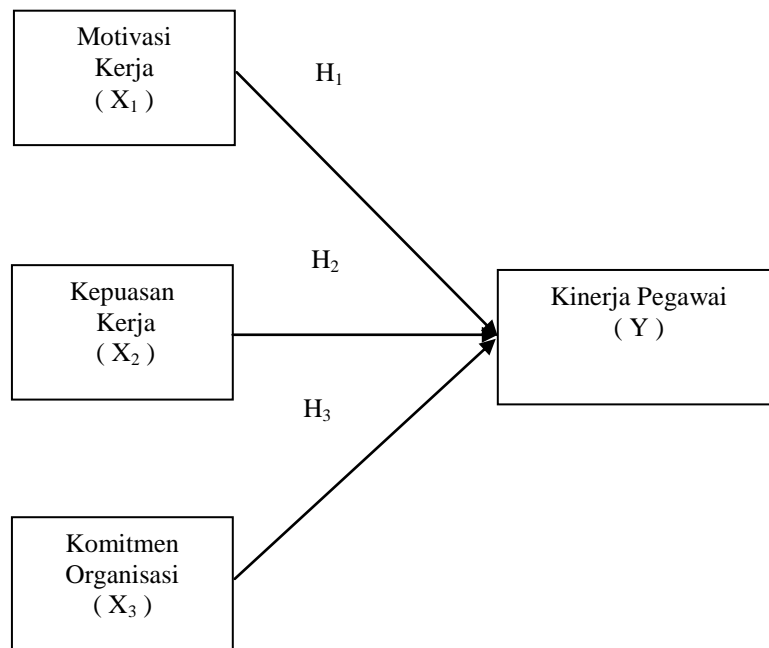 Motivasi
Kerja
( X₁ )
H₁
Kepuasan
Kerja
( X₂ )
H₂
Kinerja Pegawai
( Y )
H₃
Komitmen
Organisasi
( X₃ )